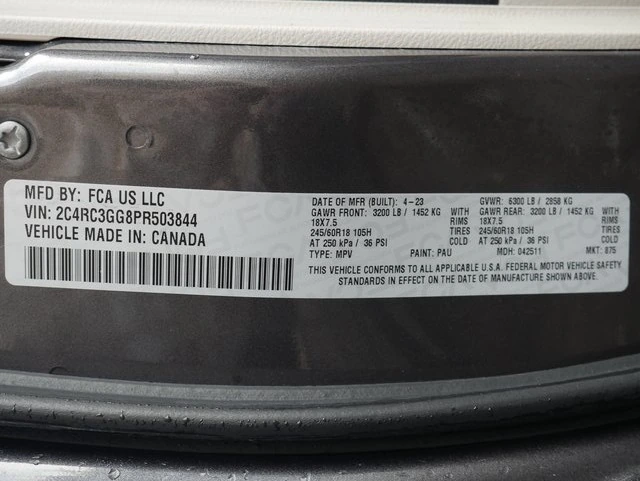 MFD BY: FCA US LLC
VIN: 2C4RC3GG8PR503844
VEHICLE MADE IN: CANADA
DATE OF MFR (BUILT): 4-23 GVWR: 6300 LB / 2858 KG
GAWR FRONT: 3200 LB / 1452 KG WITH GAWR REAR: 3200 LB / 1452 KG WITH
18X7.5 RIMS 18X7.5 RIMS
245/60R18 105H TIRES 245/60R18 105H TIRES
AT 250 kPa / 36 PSI COLD AT 250 kPa / 36 PSI COLD
TYPE: MPV PAINT: PAU MDH: 042511 MKT: 875
THIS VEHICLE CONFORMS TO ALL APPLICABLE U.S.A. FEDERAL MOTOR VEHICLE SAFETY
STANDARDS IN EFFECT ON THE DATE OF MANUFACTURE SHOWN ABOVE.